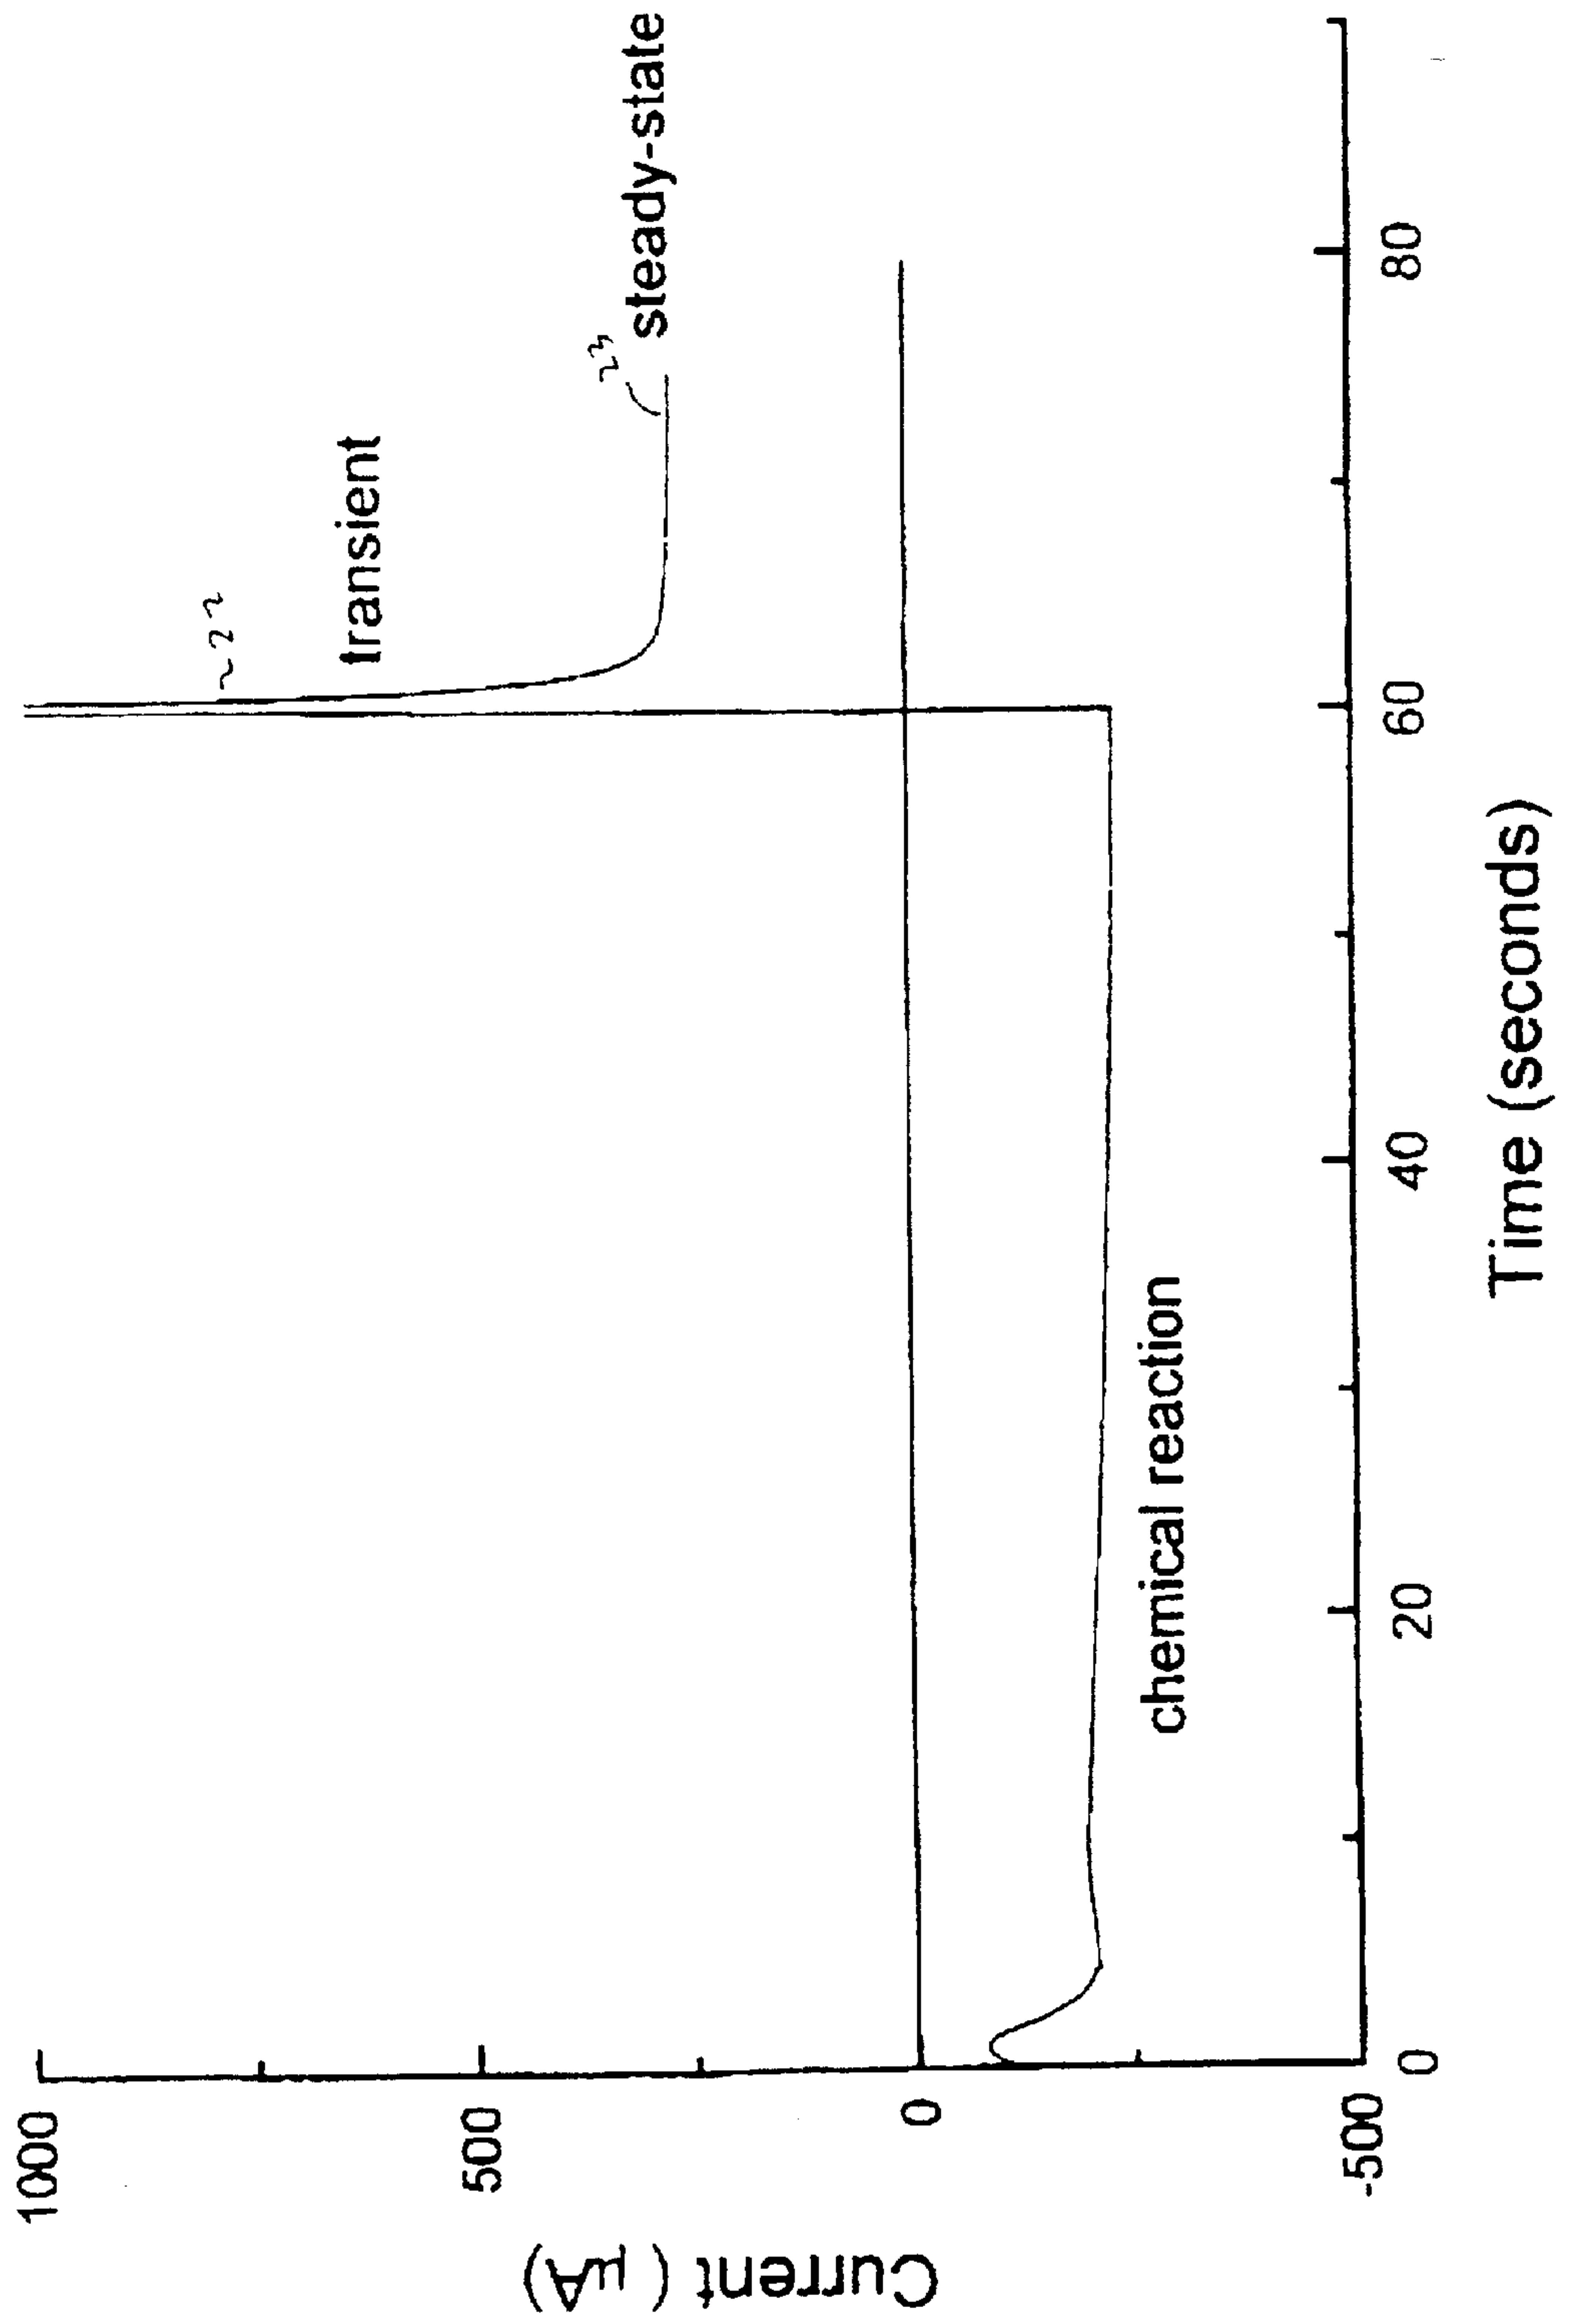 Current (µA)
1000
500
0
-500
~22
transient
23
steady-state
chemical reaction
0
20
40
60
80
Time (seconds)